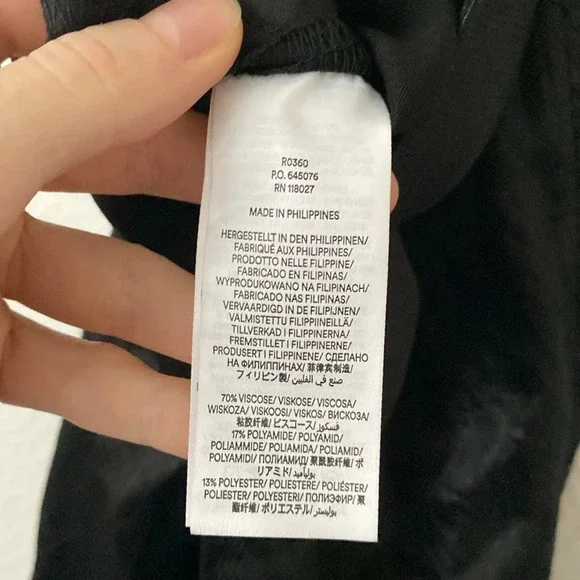 R0360
P.O. 645076
RN 118027
MADE IN PHILIPPINES
HERGESTELLT IN DEN PHILIPPINEN/
FABRIQUÉ AUX PHILIPPINES/
PRODOTTO NELLE FILIPPINE/
FABRICADO EN FILIPINAS/
WYPRODUKOWANO NA FILIPINACH/
FABRICADO NAS FILIPINAS/
VERVAARDIGD IN DE FILIPIJNEN/
VALMISTETTU FILIPPIINEILLÄ/
TILLVERKAD I FILIPPINERNA/
FREMSTILLET I FILIPPINERNE/
PRODUSERT I FILIPPINENE/ СДЕЛАНО
НА ФИЛИППИНАХ/ 菲律宾制造/
フィリピン製/ صنع في الفلبين
70% VISCOSE/ VISKOSE/ VISCOSA/
WISKOZA/ VISKOOSI/ VISKOS/ ВИСКОЗА/
粘胶纤维/ ビスコース/ فسكوز
17% POLYAMIDE/ POLYAMID/
POLIAMMIDE/ POLIAMIDA/ POLIAMID/
POLYAMIDI/ ПОЛИАМИД/ 聚酰胺纤维/ ポ
リアミド/ بولياميد
13% POLYESTER/ POLIESTERE/ POLIÉSTER/
POLIESTER/ POLYESTERI/ ПОЛИЭФИР/ 聚
酯纤维/ ポリエステル/ بوليستر